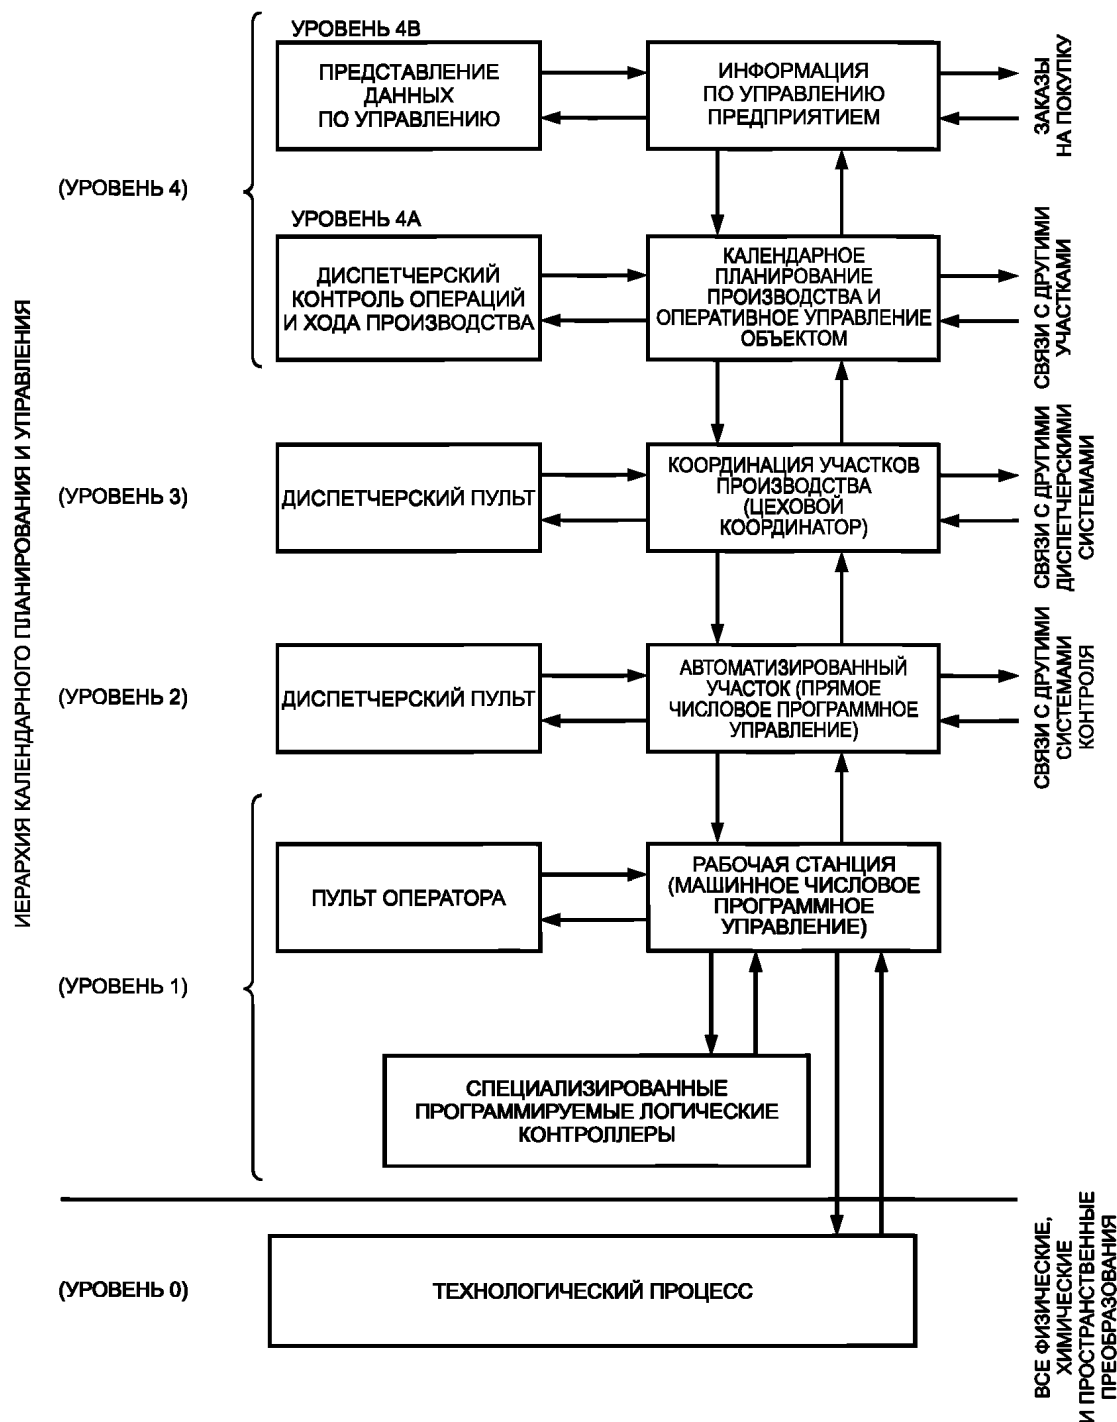 ИЕРАРХИЯ КАЛЕНДАРНОГО ПЛАНИРОВАНИЯ И УПРАВЛЕНИЯ
(УРОВЕНЬ 4)
УРОВЕНЬ 4В
ПРЕДСТАВЛЕНИЕ
ДАННЫХ
ПО УПРАВЛЕНИЮ
ИНФОРМАЦИЯ
ПО УПРАВЛЕНИЮ
ПРЕДПРИЯТИЕМ
ЗАКАЗЫ
НА ПОКУПКУ
УРОВЕНЬ 4А
ДИСПЕТЧЕРСКИЙ
КОНТРОЛЬ ОПЕРАЦИЙ
И ХОДА ПРОИЗВОДСТВА
КАЛЕНДАРНОЕ
ПЛАНИРОВАНИЕ
ПРОИЗВОДСТВА И
ОПЕРАТИВНОЕ УПРАВЛЕНИЕ
ОБЪЕКТОМ
СВЯЗИ С ДРУГИМИ
УЧАСТКАМИ
(УРОВЕНЬ 3)
ДИСПЕТЧЕРСКИЙ ПУЛЬТ
КООРДИНАЦИЯ УЧАСТКОВ
ПРОИЗВОДСТВА
(ЦЕХОВОЙ
КООРДИНАТОР)
СВЯЗИ С ДРУГИМИ
ДИСПЕТЧЕРСКИМИ
СИСТЕМАМИ
(УРОВЕНЬ 2)
ДИСПЕТЧЕРСКИЙ ПУЛЬТ
АВТОМАТИЗИРОВАННЫЙ
УЧАСТОК (ПРЯМОЕ
ЧИСЛОВОЕ ПРОГРАММНОЕ
УПРАВЛЕНИЕ)
СВЯЗИ С ДРУГИМИ
СИСТЕМАМИ
КОНТРОЛЯ
(УРОВЕНЬ 1)
ПУЛЬТ ОПЕРАТОРА
РАБОЧАЯ СТАНЦИЯ
(МАШИННОЕ ЧИСЛОВОЕ
ПРОГРАММНОЕ
УПРАВЛЕНИЕ)
СПЕЦИАЛИЗИРОВАННЫЕ
ПРОГРАММИРУЕМЫЕ ЛОГИЧЕСКИЕ
КОНТРОЛЛЕРЫ
(УРОВЕНЬ 0)
ТЕХНОЛОГИЧЕСКИЙ ПРОЦЕСС
ВСЕ ФИЗИЧЕСКИЕ,
ХИМИЧЕСКИЕ
И ПРОСТРАНСТВЕННЫЕ
ПРЕОБРАЗОВАНИЯ